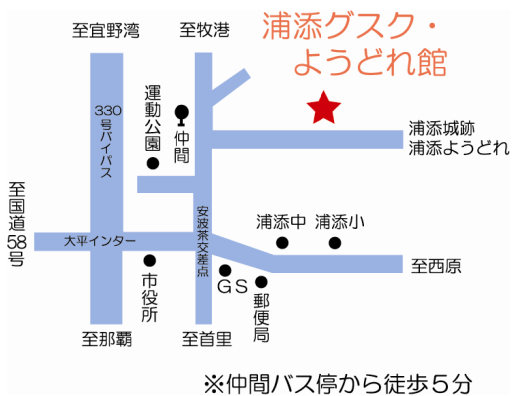 至宜野湾
至牧港
浦添グスク・
ようどれ館
330号バイパス
運動公園
仲間
浦添城跡
浦添ようどれ
至国道58号
大平インター
安波茶交差点
浦添中
浦添小
至西原
市役所
GS
郵便局
至那覇
至首里
※仲間バス停から徒歩5分